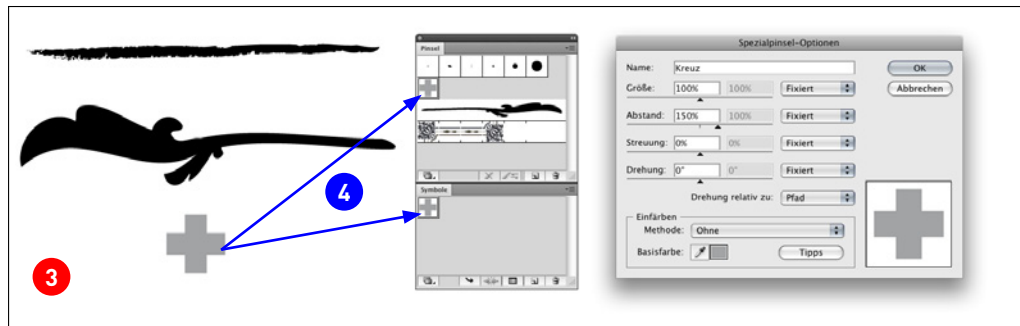 Pinsel
Symbole
4
3
Spezialpinsel-Optionen
Name: Kreuz
OK
Größe: 100% 100% Fixiert
Abbrechen
Abstand: 150% 100% Fixiert
Streuung: 0% 0% Fixiert
Drehung: 0° 0° Fixiert
Drehung relativ zu: Pfad
Einfärben
Methode: Ohne
Basisfarbe:
Tipps